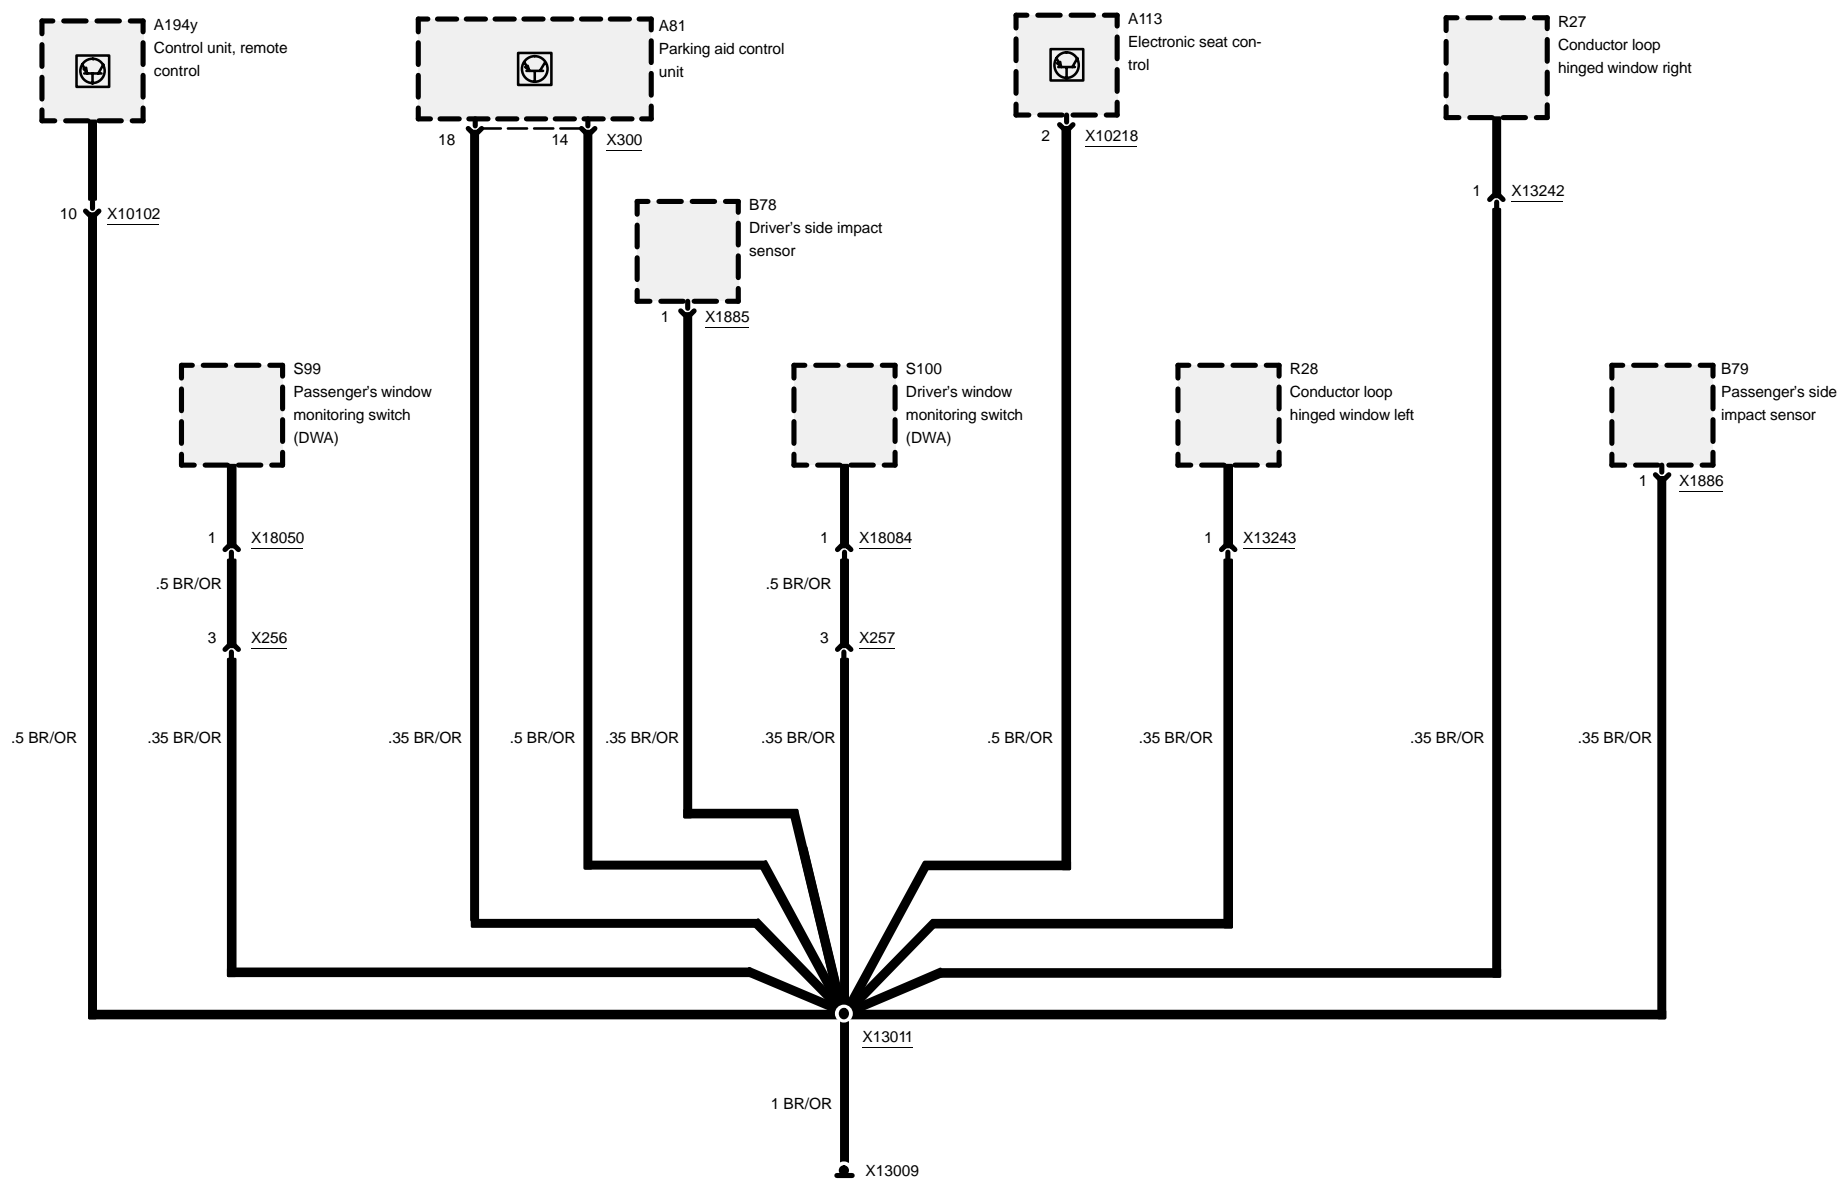 A194y
Control unit, remote
control
A81
Parking aid control
unit
A113
Electronic seat con-
trol
R27
Conductor loop
hinged window right
18
14
X300
2
X10218
1
X13242
10
X10102
B78
Driver's side impact
sensor
1
X1885
S99
Passenger's window
monitoring switch
(DWA)
S100
Driver's window
monitoring switch
(DWA)
R28
Conductor loop
hinged window left
B79
Passenger's side
impact sensor
1
X1886
1
X18050
1
X18084
1
X13243
.5 BR/OR
.5 BR/OR
3
X256
3
X257
.5 BR/OR
.35 BR/OR
.35 BR/OR
.5 BR/OR
.35 BR/OR
.35 BR/OR
.5 BR/OR
.35 BR/OR
.35 BR/OR
.35 BR/OR
X13011
1 BR/OR
X13009